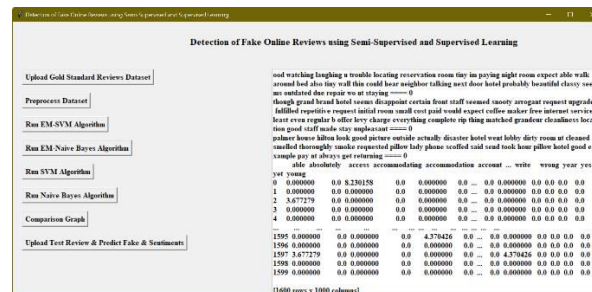 Detection of Fake Online Reviews using Semi-Supervised and Supervised Learning
Detection of Fake Online Reviews using Semi-Supervised and Supervised Learning
Upload Gold Standard Reviews Dataset
Preprocess Dataset
Run EM-SVM Algorithm
Run EM-Naive Bayes Algorithm
Run SVM Algorithm
Run Naive Bayes Algorithm
Comparison Graph
Upload Test Review & Predict Fake & Sentiments
ood watching laughing u trouble locating reservation room tiny im paying night room expect able walk
around bed also tiny wall thin could hear neighbor talking next door hotel probably beautiful classy see
ms outdated due repair wo nt staying ==== 0
though grand brand hotel seems disappoint certain front staff seemed snooty arrogant request upgrade
fulfilled repetitive request initial room small cost paid would expect coffee maker free internet service
least even regular b offer levy charge everything complete rip thing matched grandeur cleanliness loca
tion good staff made stay unpleasant ==== 0
palmer house hilton look good picture outside actually disaster hotel went lobby dirty room nt cleaned
smelled thoroughly smoke requested pillow lady phone scoffed said send took hour pillow hotel good e
xample pay nt always get returning ==== 0
able absolutely access accommodating accommodation account ... write wrong year yes
yet young
0 0.000000 0.0 8.230158 0.0 0.000000 0.0 ... 0.0 0.000000 0.0 0.0 0.0 0.0
1 0.000000 0.0 0.000000 0.0 0.000000 0.0 ... 0.0 0.000000 0.0 0.0 0.0 0.0
2 3.677279 0.0 0.000000 0.0 0.000000 0.0 ... 0.0 0.000000 0.0 0.0 0.0 0.0
3 0.000000 0.0 0.000000 0.0 0.000000 0.0 ... 0.0 0.000000 0.0 0.0 0.0 0.0
4 0.000000 0.0 0.000000 0.0 0.000000 0.0 ... 0.0 0.000000 0.0 0.0 0.0 0.0
... ... ... ... ... ... ... ... ... ... ...
1595 0.000000 0.0 0.000000 0.0 4.370426 0.0 ... 0.0 0.000000 0.0 0.0 0.0 0.0
1596 0.000000 0.0 0.000000 0.0 0.000000 0.0 ... 0.0 0.000000 0.0 0.0 0.0 0.0
1597 3.677279 0.0 0.000000 0.0 0.000000 0.0 ... 0.0 4.370426 0.0 0.0 0.0 0.0
1598 0.000000 0.0 0.000000 0.0 0.000000 0.0 ... 0.0 0.000000 0.0 0.0 0.0 0.0
1599 0.000000 0.0 0.000000 0.0 0.000000 0.0 ... 0.0 0.000000 0.0 0.0 0.0 0.0
[1600 rows x 1000 columns]